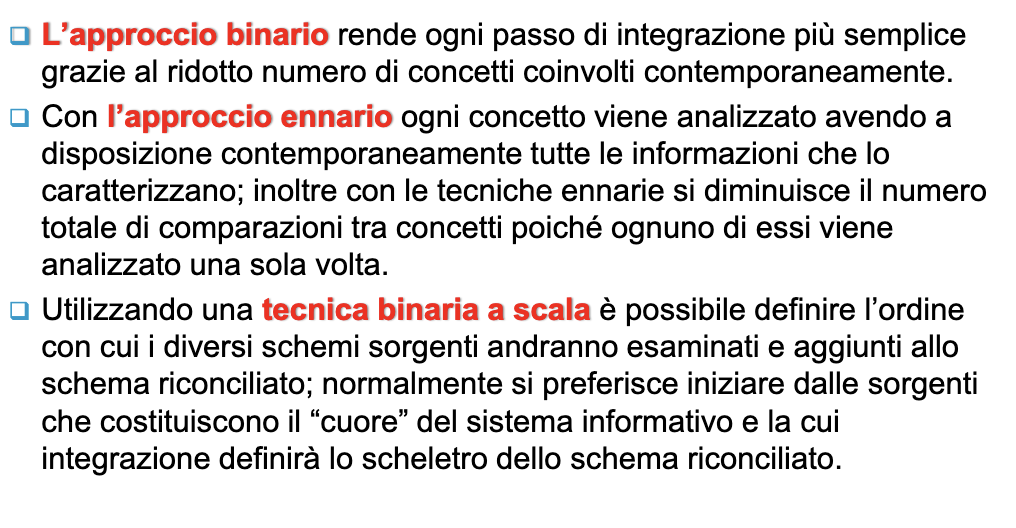 ❑ L’approccio binario rende ogni passo di integrazione più semplice
grazie al ridotto numero di concetti coinvolti contemporaneamente.
❑ Con l’approccio ennario ogni concetto viene analizzato avendo a
disposizione contemporaneamente tutte le informazioni che lo
caratterizzano; inoltre con le tecniche ennarie si diminuisce il numero
totale di comparazioni tra concetti poiché ognuno di essi viene
analizzato una sola volta.
❑ Utilizzando una tecnica binaria a scala è possibile definire l’ordine
con cui i diversi schemi sorgenti andranno esaminati e aggiunti allo
schema riconciliato; normalmente si preferisce iniziare dalle sorgenti
che costituiscono il “cuore” del sistema informativo e la cui
integrazione definirà lo scheletro dello schema riconciliato.